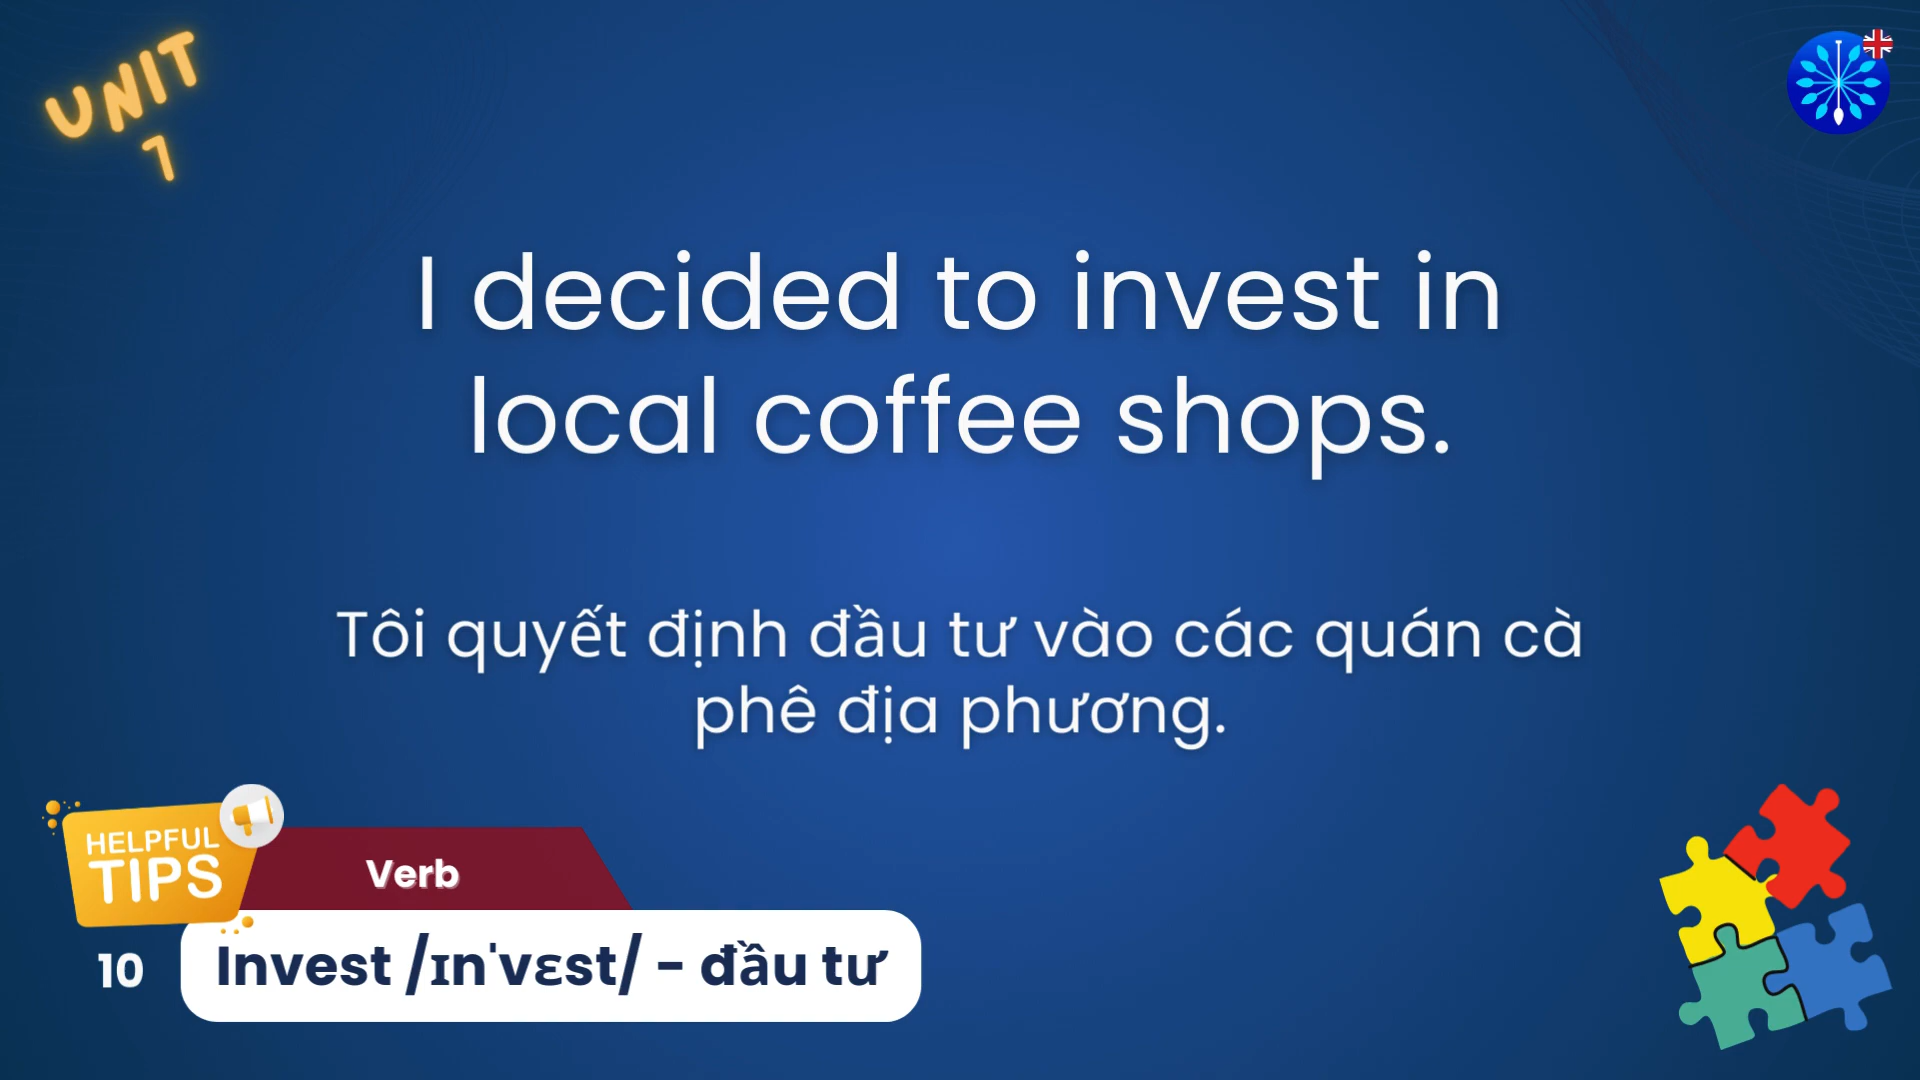 UNIT
1
I decided to invest in
local coffee shops.
Tôi quyết định đầu tư vào các quán cà
phê địa phương.
HELPFUL
TIPS
Verb
10
Invest /ɪnˈvɛst/ - đầu tư